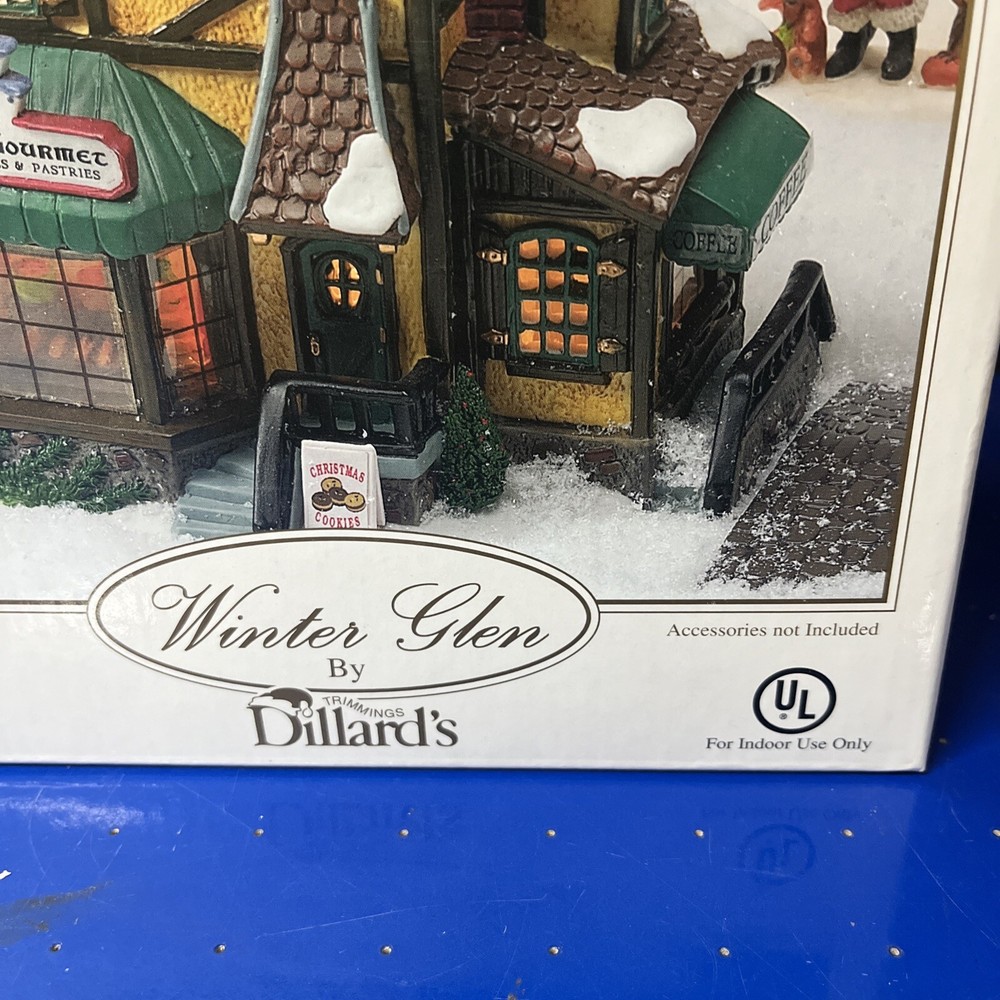 GOURMET
& PASTRIES
COFFEE
COFFEE
CHRISTMAS
COOKIES
Winter Glen
By
TRIMMINGS
Dillard's
Accessories not Included
UL
For Indoor Use Only